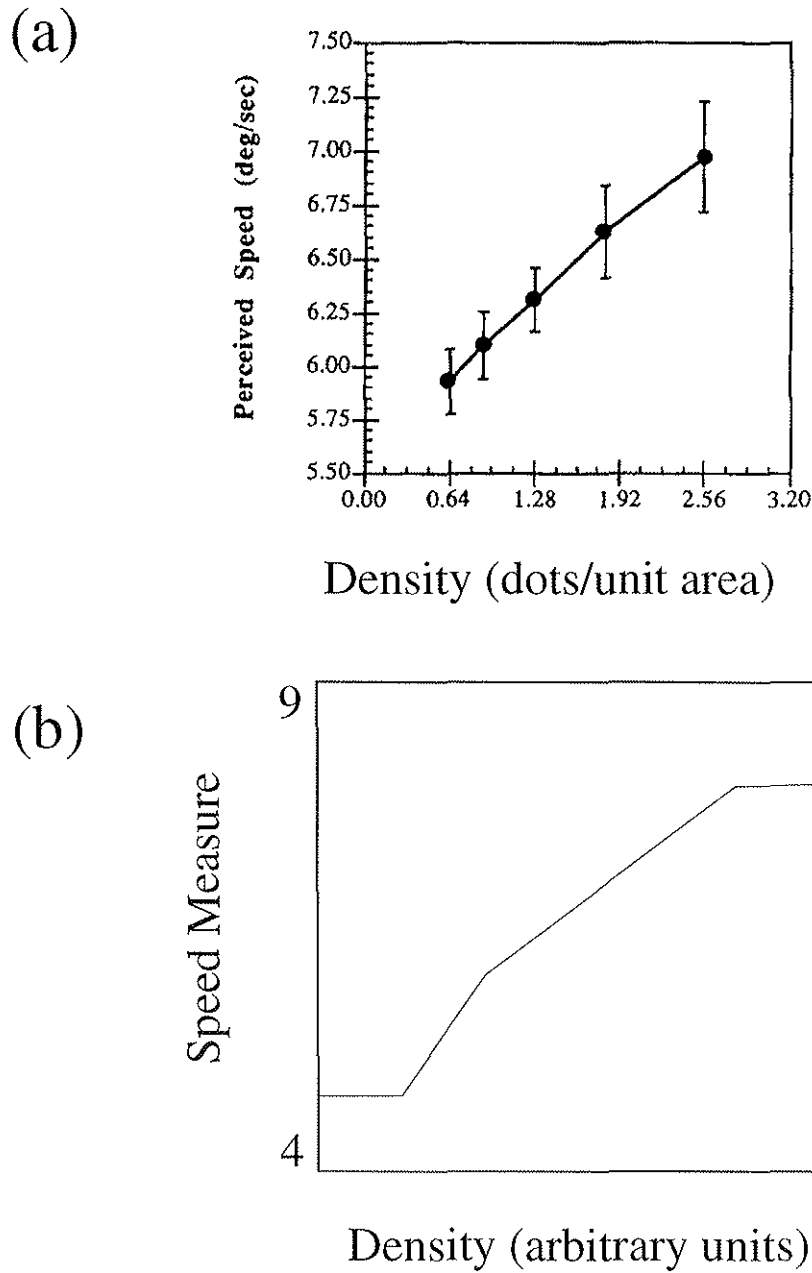 (a)
Perceived Speed (deg/sec)
7.50
7.25
7.00
6.75
6.50
6.25
6.00
5.75
5.50
0.00 0.64 1.28 1.92 2.56 3.20
Density (dots/unit area)
(b)
Speed Measure
9
4
Density (arbitrary units)